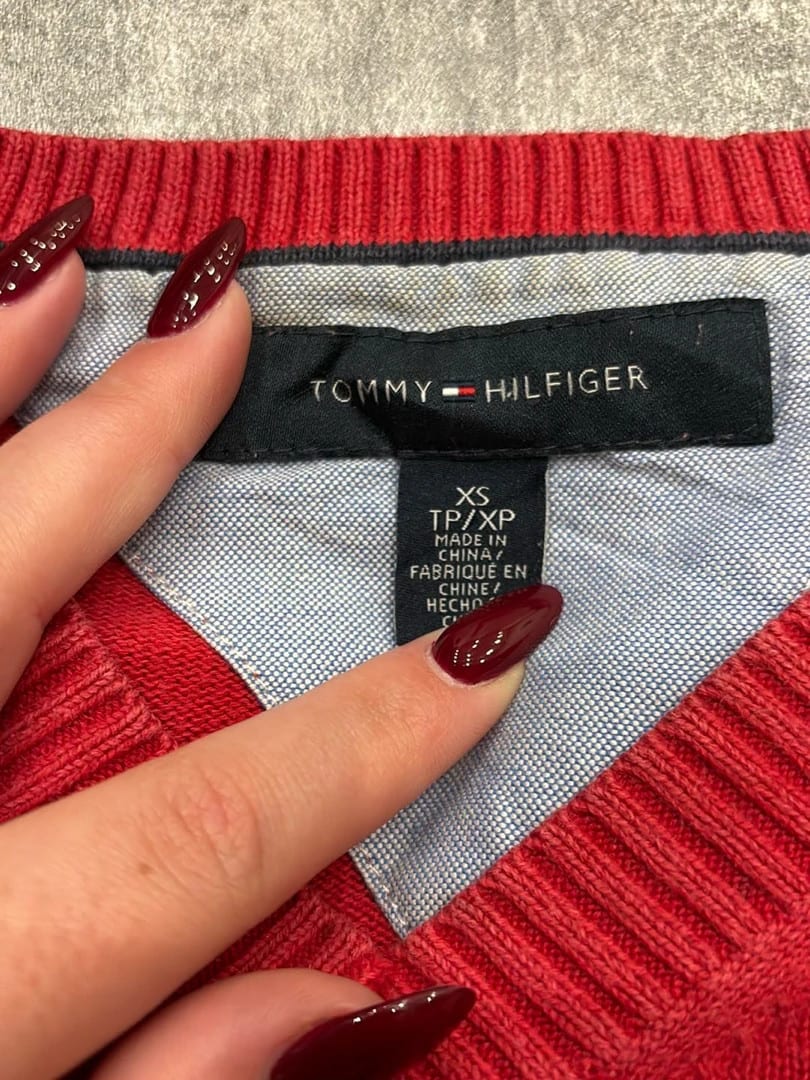 TOMMY HILFIGER
XS
TP/XP
MADE IN
CHINA/
FABRIQUÉ EN
CHINE/
HECHO